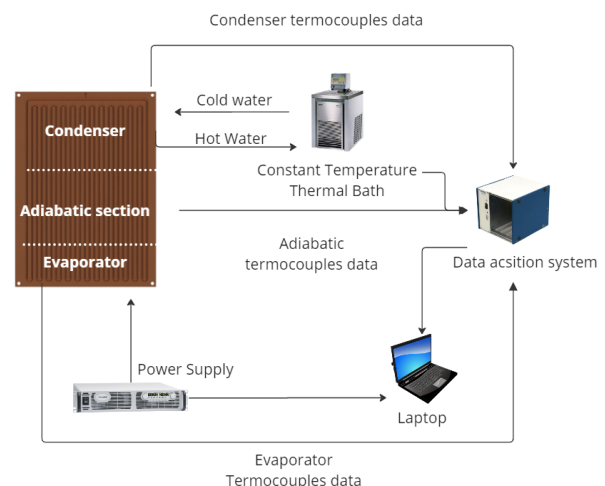 Condenser termocouples data
Cold water
Condenser
Hot Water
Constant Temperature
Thermal Bath
Adiabatic section
Adiabatic
termocouples data
Evaporator
Data acsition system
Power Supply
Laptop
Evaporator
Termocouples data